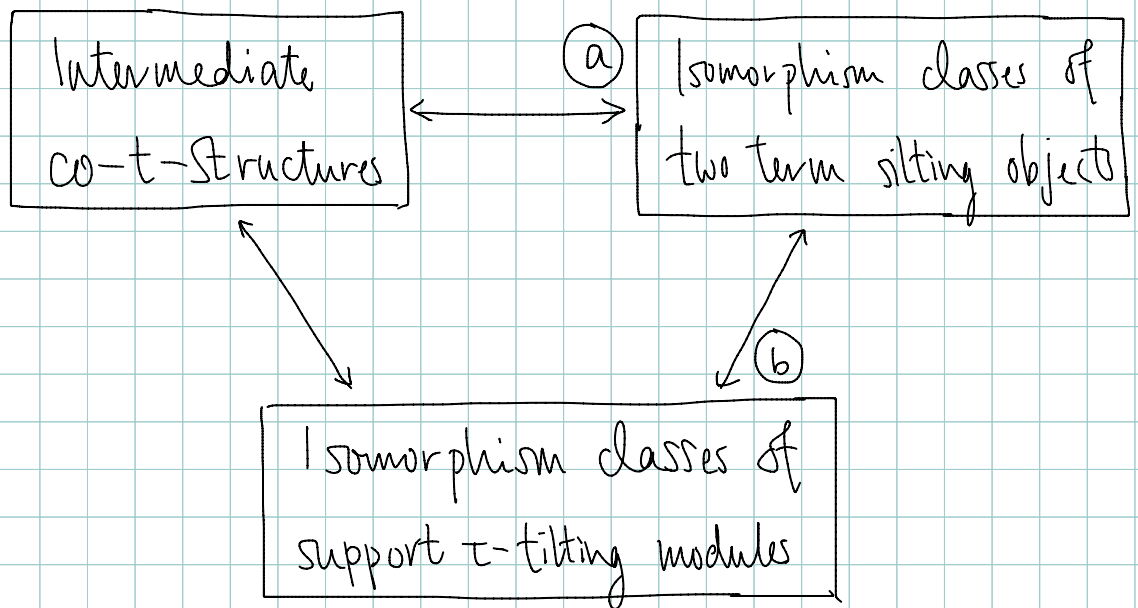 Intermediate
co-t-structures
a
Isomorphism classes of
two term silting objects
b
Isomorphism classes of
support τ-tilting modules